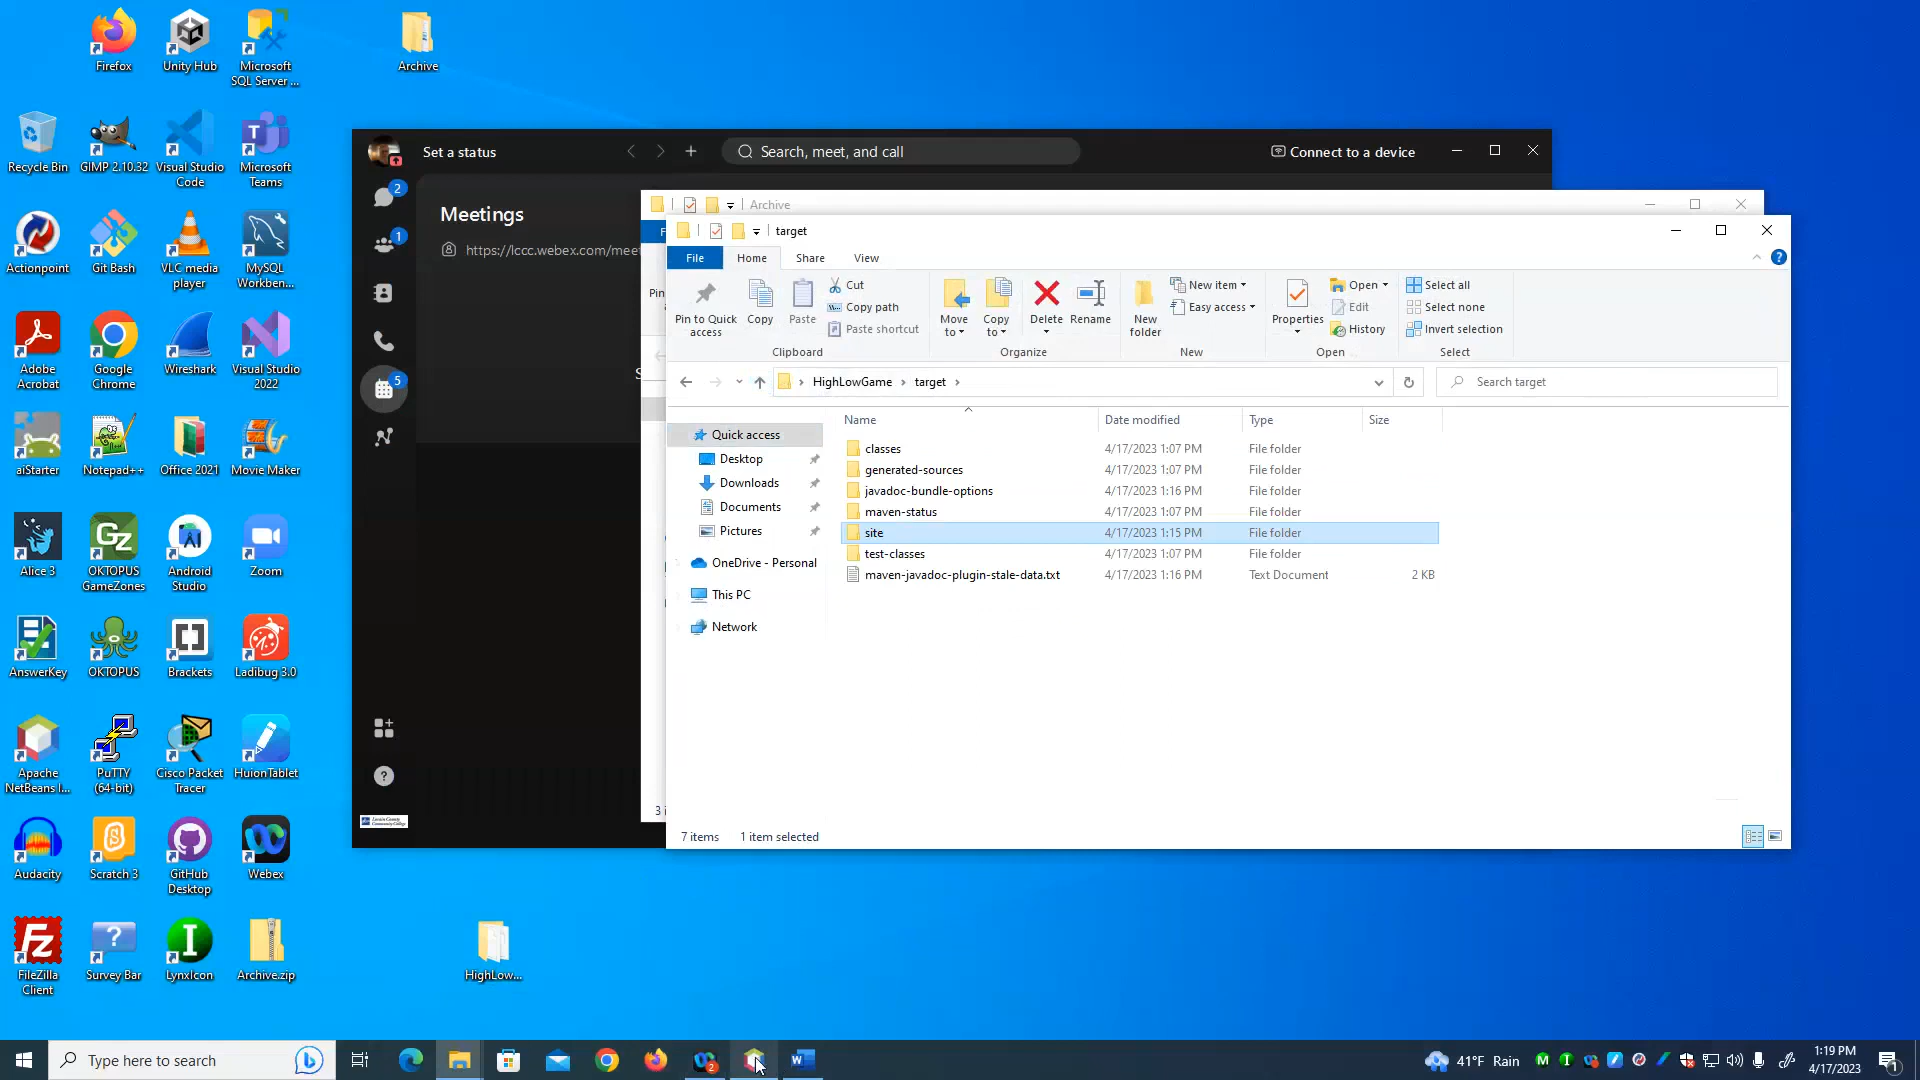 Firefox
Unity Hub
Microsoft
SQL Server ...
Archive
Recycle Bin
GIMP 2.10.32
Visual Studio
Code
Microsoft
Teams
Actionpoint
Git Bash
VLC media
player
MySQL
Workben...
Adobe
Acrobat
Google
Chrome
Wireshark
Visual Studio
2022
aiStarter
Notepad++
Office 2021
Movie Maker
Alice 3
OKTOPUS
GameZones
Android
Studio
Zoom
AnswerKey
OKTOPUS
Brackets
Ladibug 3.0
Apache
NetBeans I...
PuTTY
(64-bit)
Cisco Packet
Tracer
HuionTablet
Audacity
Scratch 3
GitHub
Desktop
Webex
FileZilla
Client
Survey Bar
LynxIcon
Archive.zip
HighLow...
Set a status
Search, meet, and call
Connect to a device
2
1
5
Meetings
https://lccc.webex.com/meet
Archive
F
Pin
S
3 i
target
File
Home
Share
View
Pin to Quick
access
Copy
Paste
Cut
Copy path
Paste shortcut
Clipboard
Move
to
Copy
to
Delete
Rename
Organize
New
folder
New item
Easy access
New
Properties
Open
Edit
History
Open
Select all
Select none
Invert selection
Select
HighLowGame > target >
Search target
Name Date modified Type Size
Quick access
Desktop
Downloads
Documents
Pictures
OneDrive - Personal
This PC
Network
classes 4/17/2023 1:07 PM File folder
generated-sources 4/17/2023 1:07 PM File folder
javadoc-bundle-options 4/17/2023 1:16 PM File folder
maven-status 4/17/2023 1:07 PM File folder
site 4/17/2023 1:15 PM File folder
test-classes 4/17/2023 1:07 PM File folder
maven-javadoc-plugin-stale-data.txt 4/17/2023 1:16 PM Text Document 2 KB
7 items 1 item selected
Type here to search
2
41°F Rain
1:19 PM
4/17/2023
1